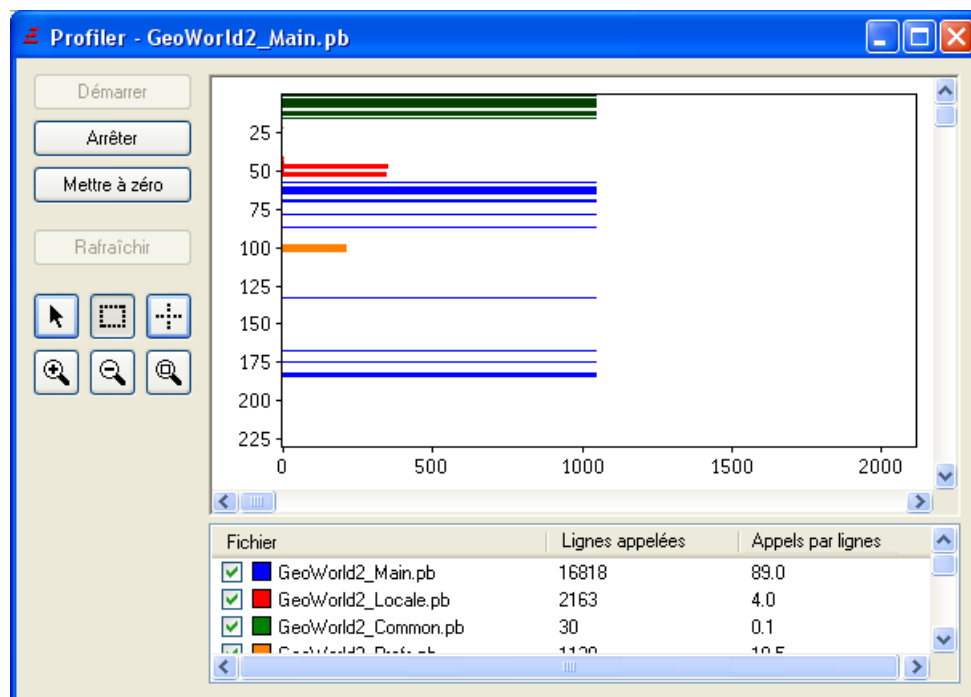 Profiler - GeoWorld2_Main.pb
Démarrer
Arrêter
Mettre à zéro
Rafraîchir
25
50
75
100
125
150
175
200
225
0 500 1000 1500 2000
Fichier Lignes appelées Appels par lignes
GeoWorld2_Main.pb 16818 89.0
GeoWorld2_Locale.pb 2163 4.0
GeoWorld2_Common.pb 30 0.1